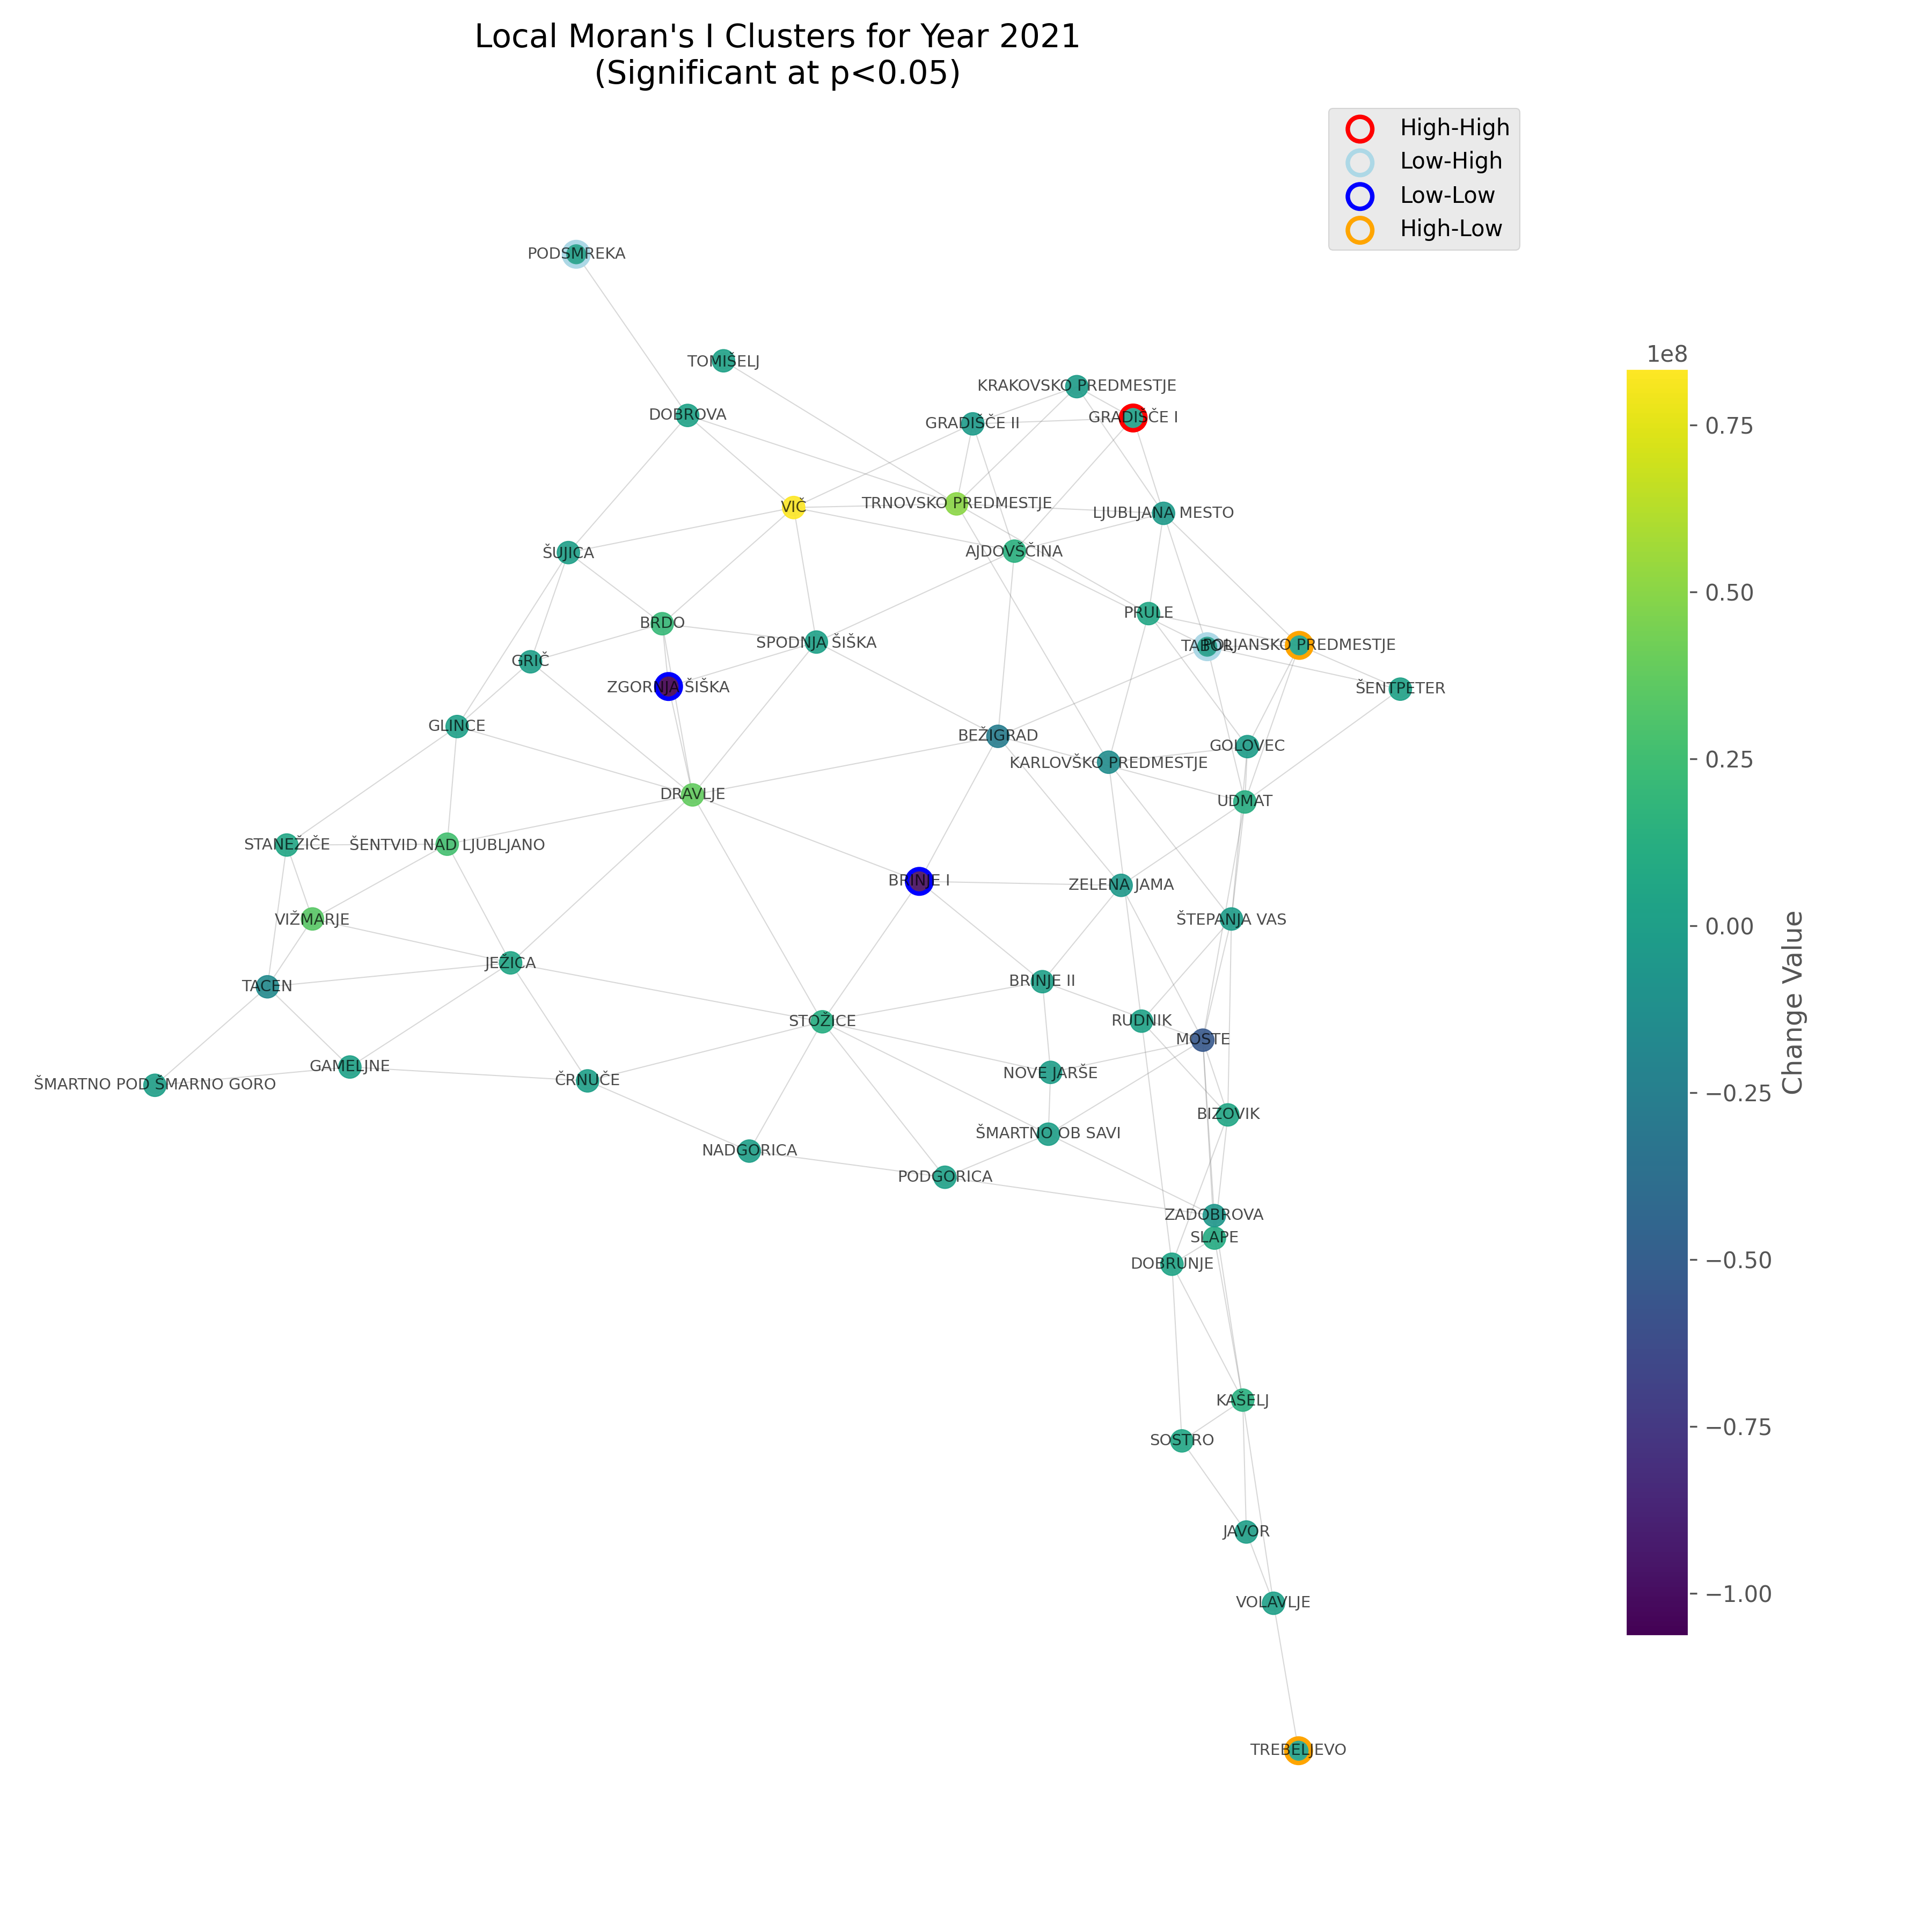 Local Moran's I Clusters for Year 2021
(Significant at p<0.05)
High-High
Low-High
Low-Low
High-Low
PODSMREKA
TOMIŠELJ
1e8
KRAKOVSKO PREDMESTJE
DOBROVA
GRADIŠČE I
GRADIŠČE II
0.75
VIČ
TRNOVSKO PREDMESTJE
LJUBLJANA MESTO
ŠUJICA
AJDOVŠČINA
0.50
PRULE
BRDO
SPODNJA ŠIŠKA
TABOR
POLJANSKO PREDMESTJE
GRIČ
ZGORNJA ŠIŠKA
ŠENTPETER
GLINCE
BEŽIGRAD
GOLOVEC
KARLOVŠKO PREDMESTJE
0.25
DRAVLJE
UDMAT
STANEŽIČE
ŠENTVID NAD LJUBLJANO
BRINJE I
ZELENA JAMA
VIŽMARJE
ŠTEPANJA VAS
0.00
JEŽICA
TACEN
BRINJE II
Change Value
STOŽICE
RUDNIK
MOSTE
GAMELJNE
NOVE JARŠE
ŠMARTNO POD ŠMARNO GORO
ČRNUČE
−0.25
BIZOVIK
ŠMARTNO OB SAVI
NADGORICA
PODGORICA
ZADOBROVA
SLAPE
DOBRUNJE
−0.50
KAŠELJ
−0.75
SOSTRO
JAVOR
−1.00
VOLAVLJE
TREBELJEVO